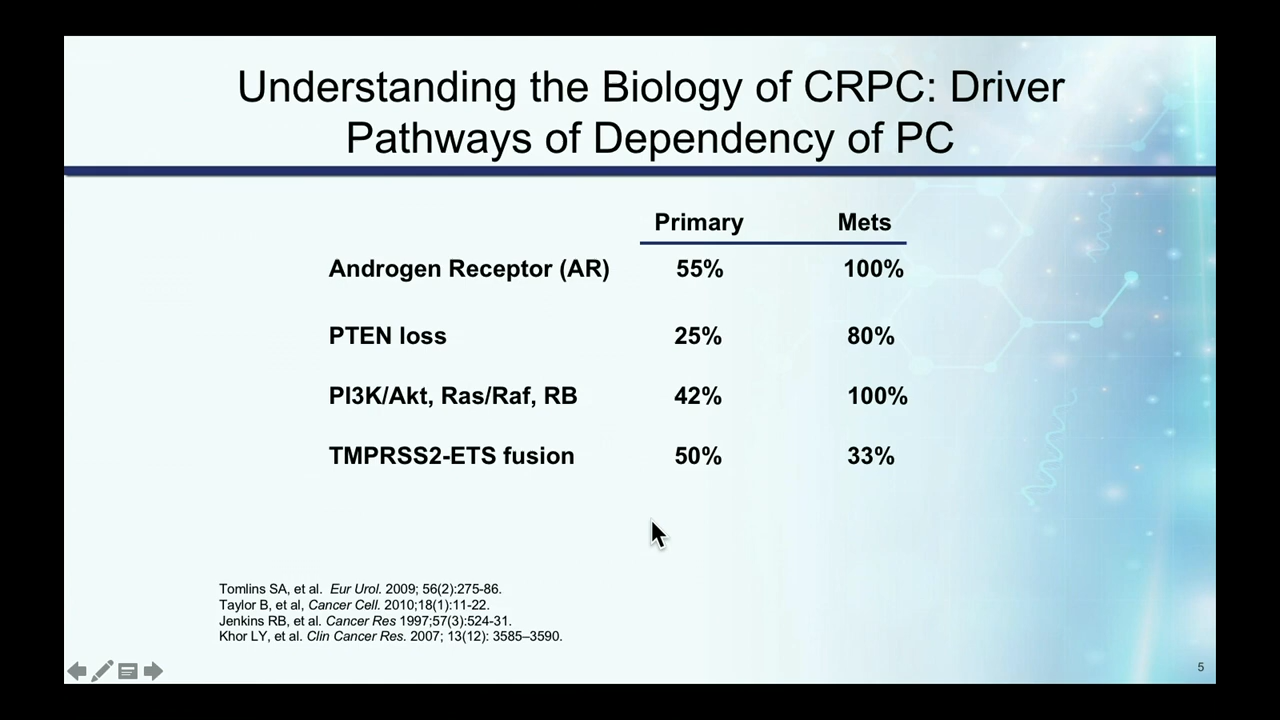 Understanding the Biology of CRPC: Driver
Pathways of Dependency of PC
Primary Mets
Androgen Receptor (AR) 55% 100%
PTEN loss 25% 80%
PI3K/Akt, Ras/Raf, RB 42% 100%
TMPRSS2-ETS fusion 50% 33%
Tomlins SA, et al. Eur Urol. 2009; 56(2):275-86.
Taylor B, et al, Cancer Cell. 2010;18(1):11-22.
Jenkins RB, et al. Cancer Res 1997;57(3):524-31.
Khor LY, et al. Clin Cancer Res. 2007; 13(12): 3585–3590.
5